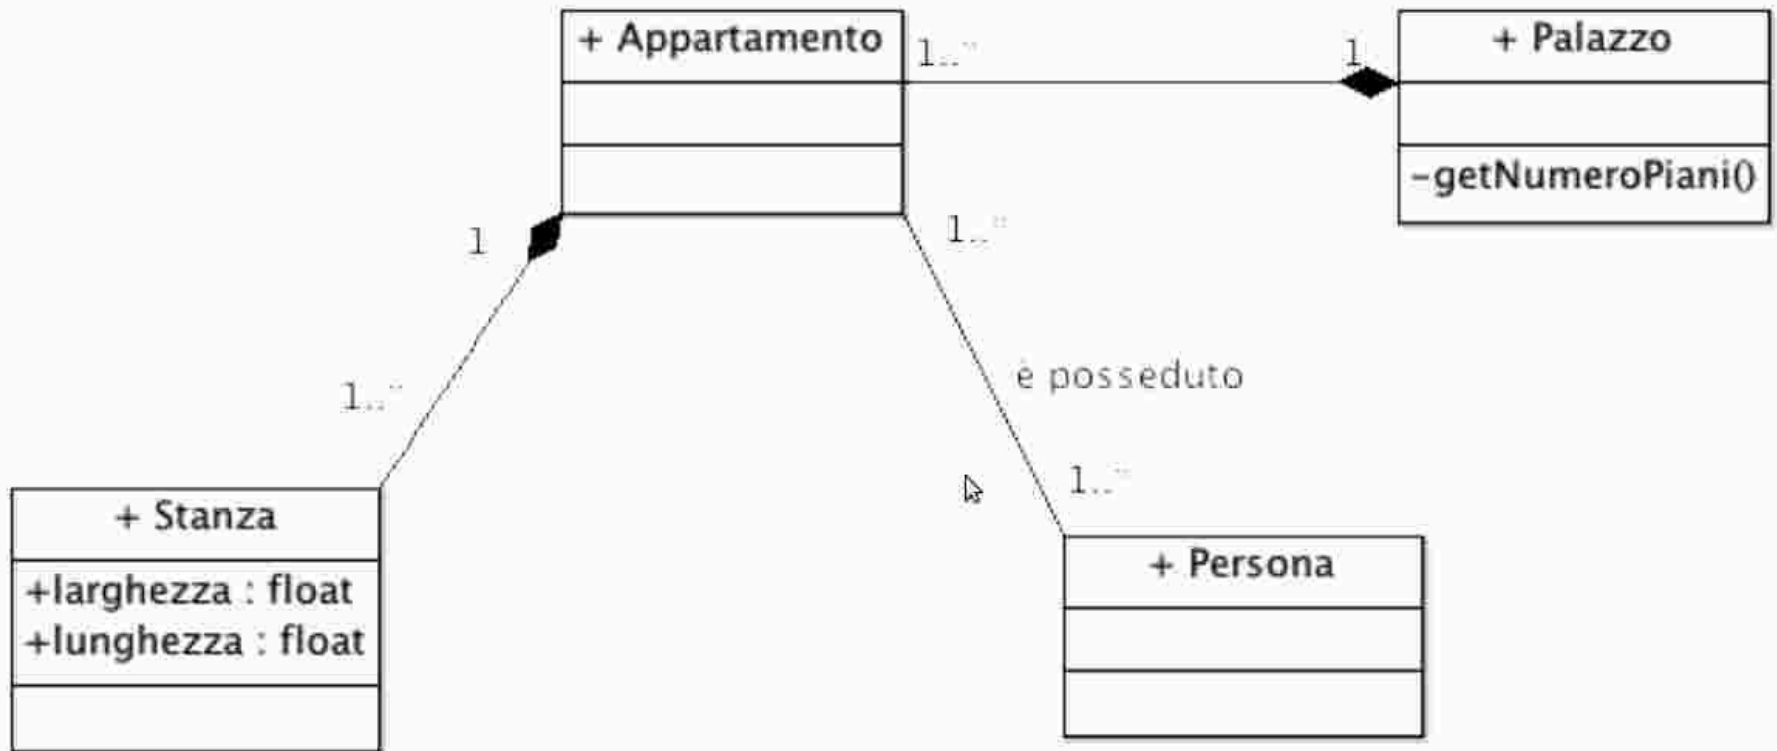 + Appartamento
1..*
1
+ Palazzo
-getNumeroPiani()
1
1..*
1..*
è posseduto
1..*
+ Stanza
+larghezza : float
+lunghezza : float
+ Persona